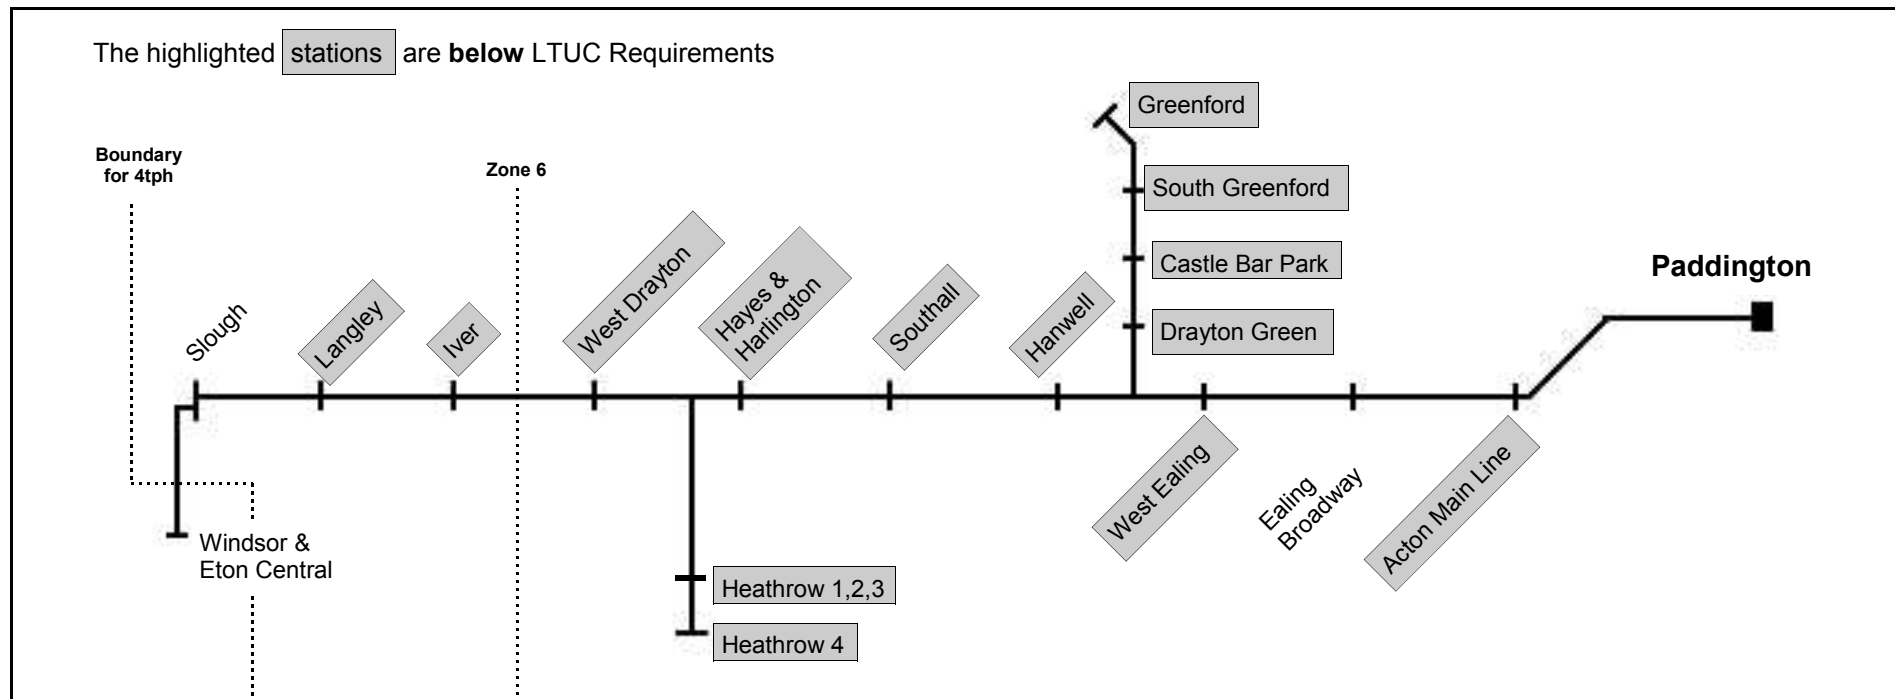 The highlighted stations are below LTUC Requirements
Boundary
for 4tph
Zone 6
Greenford
South Greenford
Castle Bar Park
Drayton Green
Paddington
Slough
Langley
Iver
West Drayton
Hayes &
Harlington
Southall
Hanwell
West Ealing
Ealing
Broadway
Acton Main Line
Windsor &
Eton Central
Heathrow 1,2,3
Heathrow 4